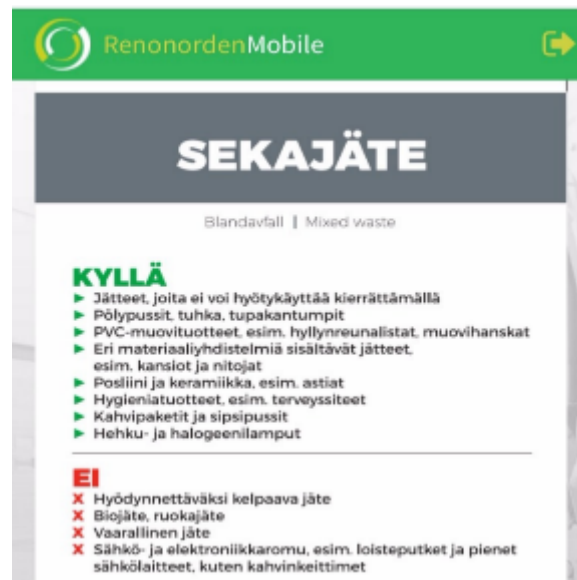 RenonordenMobile
SEKAJÄTE
Blandavfall | Mixed waste
KYLLÄ
► Jätteet, joita ei voi hyötykäyttää kierrättämällä
► Pölypussit, tuhka, tupakantumpit
► PVC-muovituotteet, esim. hyllynreunalistat, muovihanskat
► Eri materiaaliyhdistelmiä sisältävät jätteet,
esim. kansiot ja nitojat
► Posliini ja keramiikka, esim. astiat
► Hygieniatuotteet, esim. terveyssiteet
► Kahvipaketit ja sipsipussit
► Hehku- ja halogeenilamput
EI
X Hyödynnettäväksi kelpaava jäte
X Biojäte, ruokajäte
X Vaarallinen jäte
X Sähkö- ja elektroniikkaromu, esim. loisteputket ja pienet
sähkölaitteet, kuten kahvinkeittimet